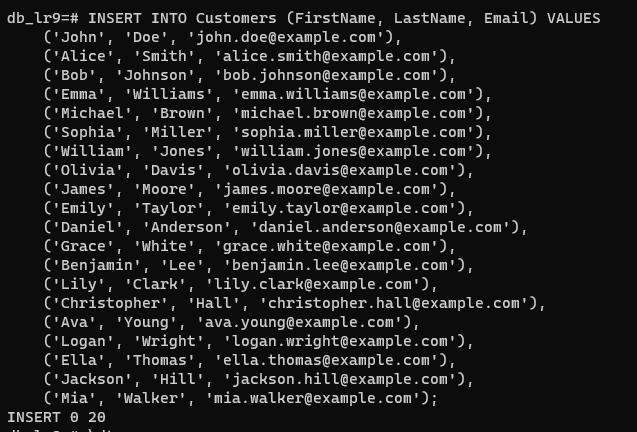 db_lr9=# INSERT INTO Customers (FirstName, LastName, Email) VALUES
    ('John', 'Doe', 'john.doe@example.com'),
    ('Alice', 'Smith', 'alice.smith@example.com'),
    ('Bob', 'Johnson', 'bob.johnson@example.com'),
    ('Emma', 'Williams', 'emma.williams@example.com'),
    ('Michael', 'Brown', 'michael.brown@example.com'),
    ('Sophia', 'Miller', 'sophia.miller@example.com'),
    ('William', 'Jones', 'william.jones@example.com'),
    ('Olivia', 'Davis', 'olivia.davis@example.com'),
    ('James', 'Moore', 'james.moore@example.com'),
    ('Emily', 'Taylor', 'emily.taylor@example.com'),
    ('Daniel', 'Anderson', 'daniel.anderson@example.com'),
    ('Grace', 'White', 'grace.white@example.com'),
    ('Benjamin', 'Lee', 'benjamin.lee@example.com'),
    ('Lily', 'Clark', 'lily.clark@example.com'),
    ('Christopher', 'Hall', 'christopher.hall@example.com'),
    ('Ava', 'Young', 'ava.young@example.com'),
    ('Logan', 'Wright', 'logan.wright@example.com'),
    ('Ella', 'Thomas', 'ella.thomas@example.com'),
    ('Jackson', 'Hill', 'jackson.hill@example.com'),
    ('Mia', 'Walker', 'mia.walker@example.com');
INSERT 0 20